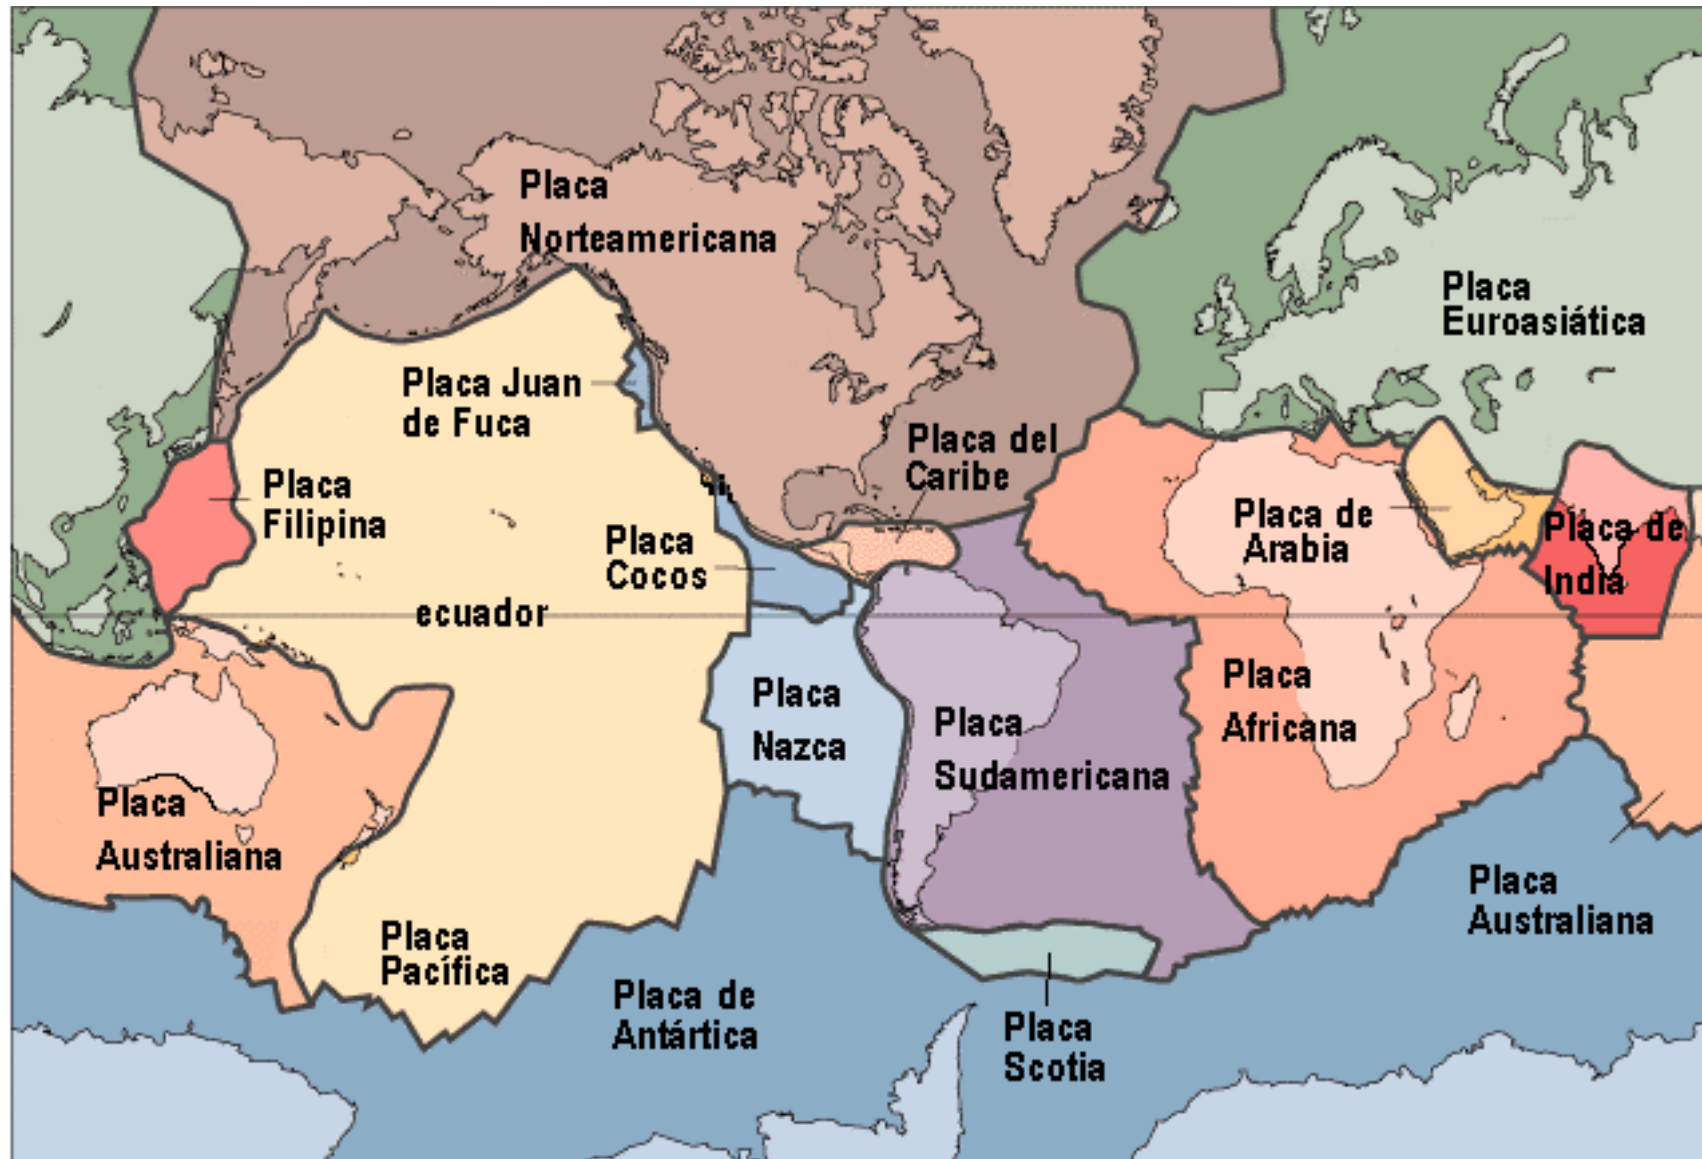 Placa
Norteamericana
Placa
Euroasiática
Placa Juan
de Fuca
Placa del
Caribe
Placa
Filipina
Placa de
Arabia
Placa de
India
Placa
Cocos
ecuador
Placa
Nazca
Placa
Sudamericana
Placa
Africana
Placa
Australiana
Placa
Australiana
Placa
Pacífica
Placa de
Antártica
Placa
Scotia